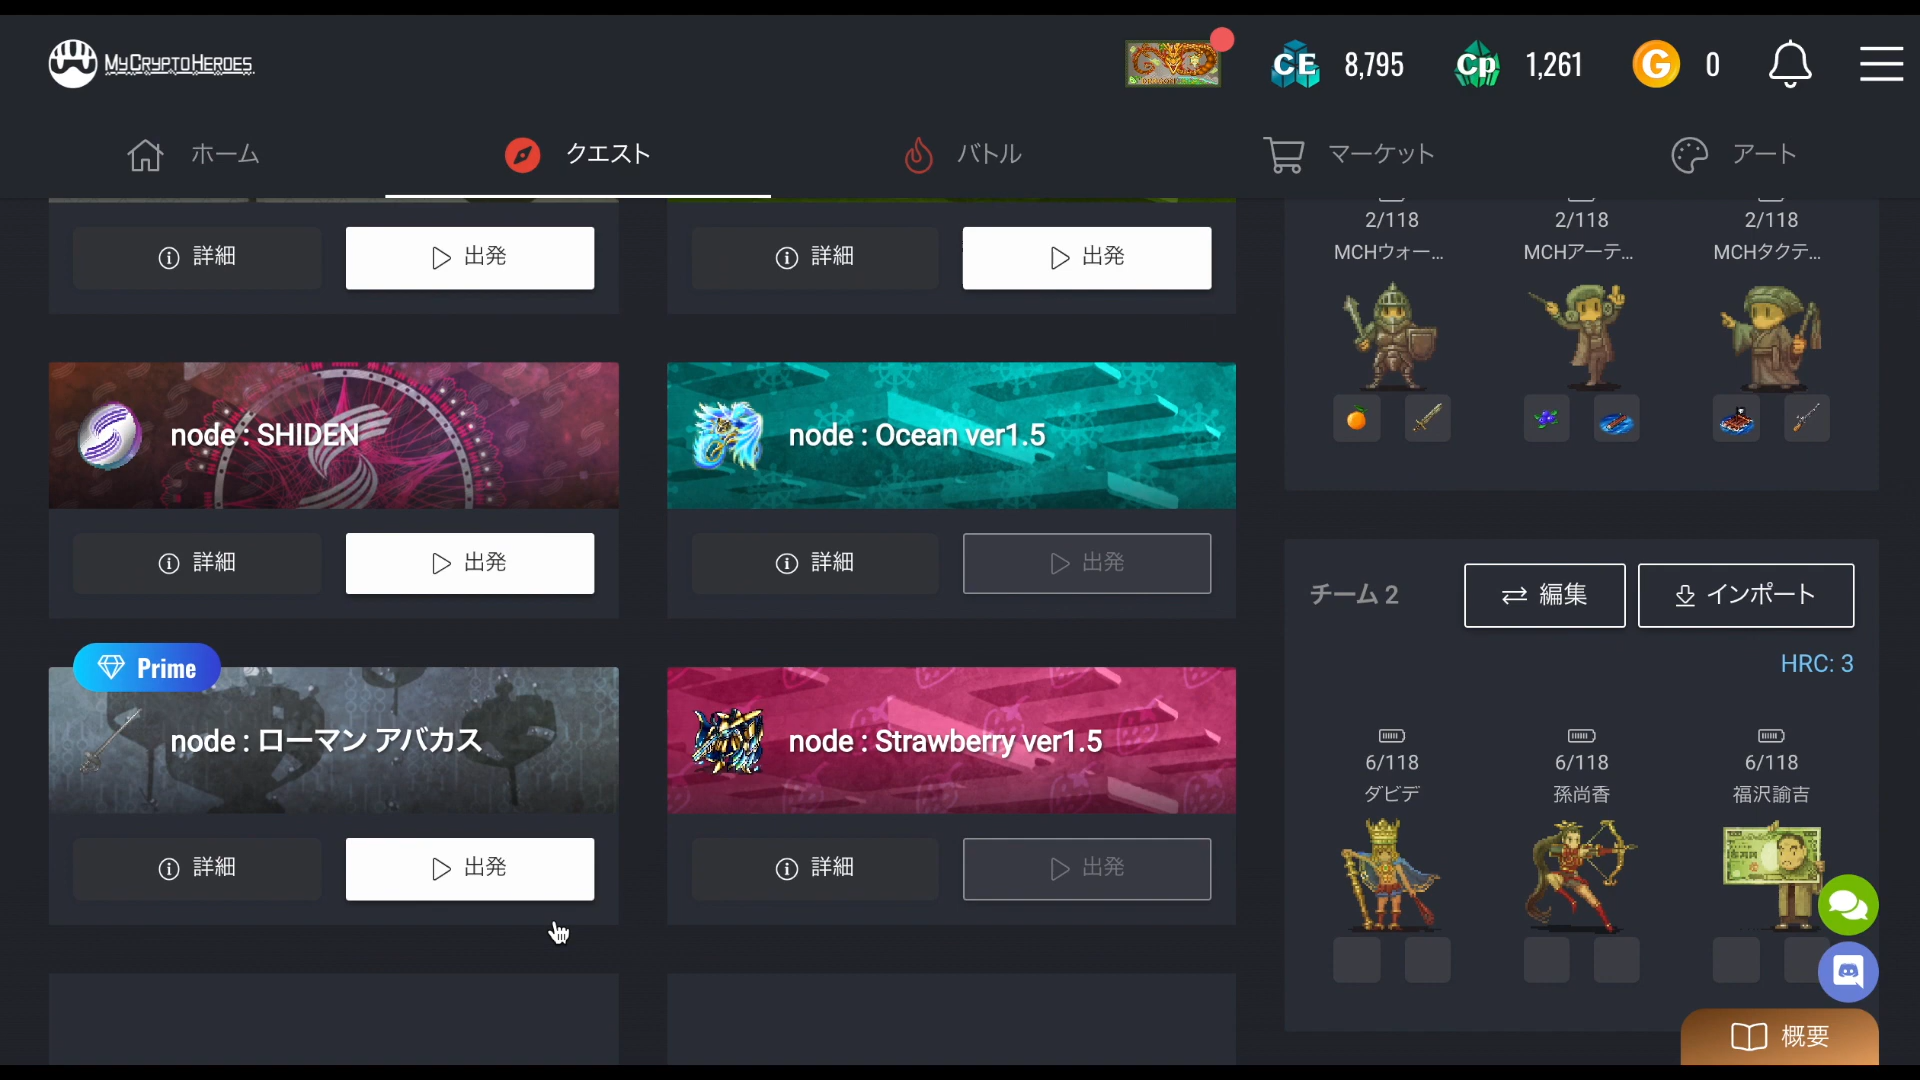 MYCRYPTOHEROES
CE 8,795
Cp 1,261
G 0
ホーム
クエスト
バトル
マーケット
アート
詳細
出発
詳細
出発
2/118
2/118
2/118
MCHウォー...
MCHアーテ...
MCHタクテ...
node : SHIDEN
node : Ocean ver1.5
詳細
出発
詳細
出発
チーム 2
編集
インポート
HRC: 3
Prime
node : ローマン アバカス
node : Strawberry ver1.5
6/118
6/118
6/118
ダビデ
孫尚香
福沢諭吉
詳細
出発
詳細
出発
概要